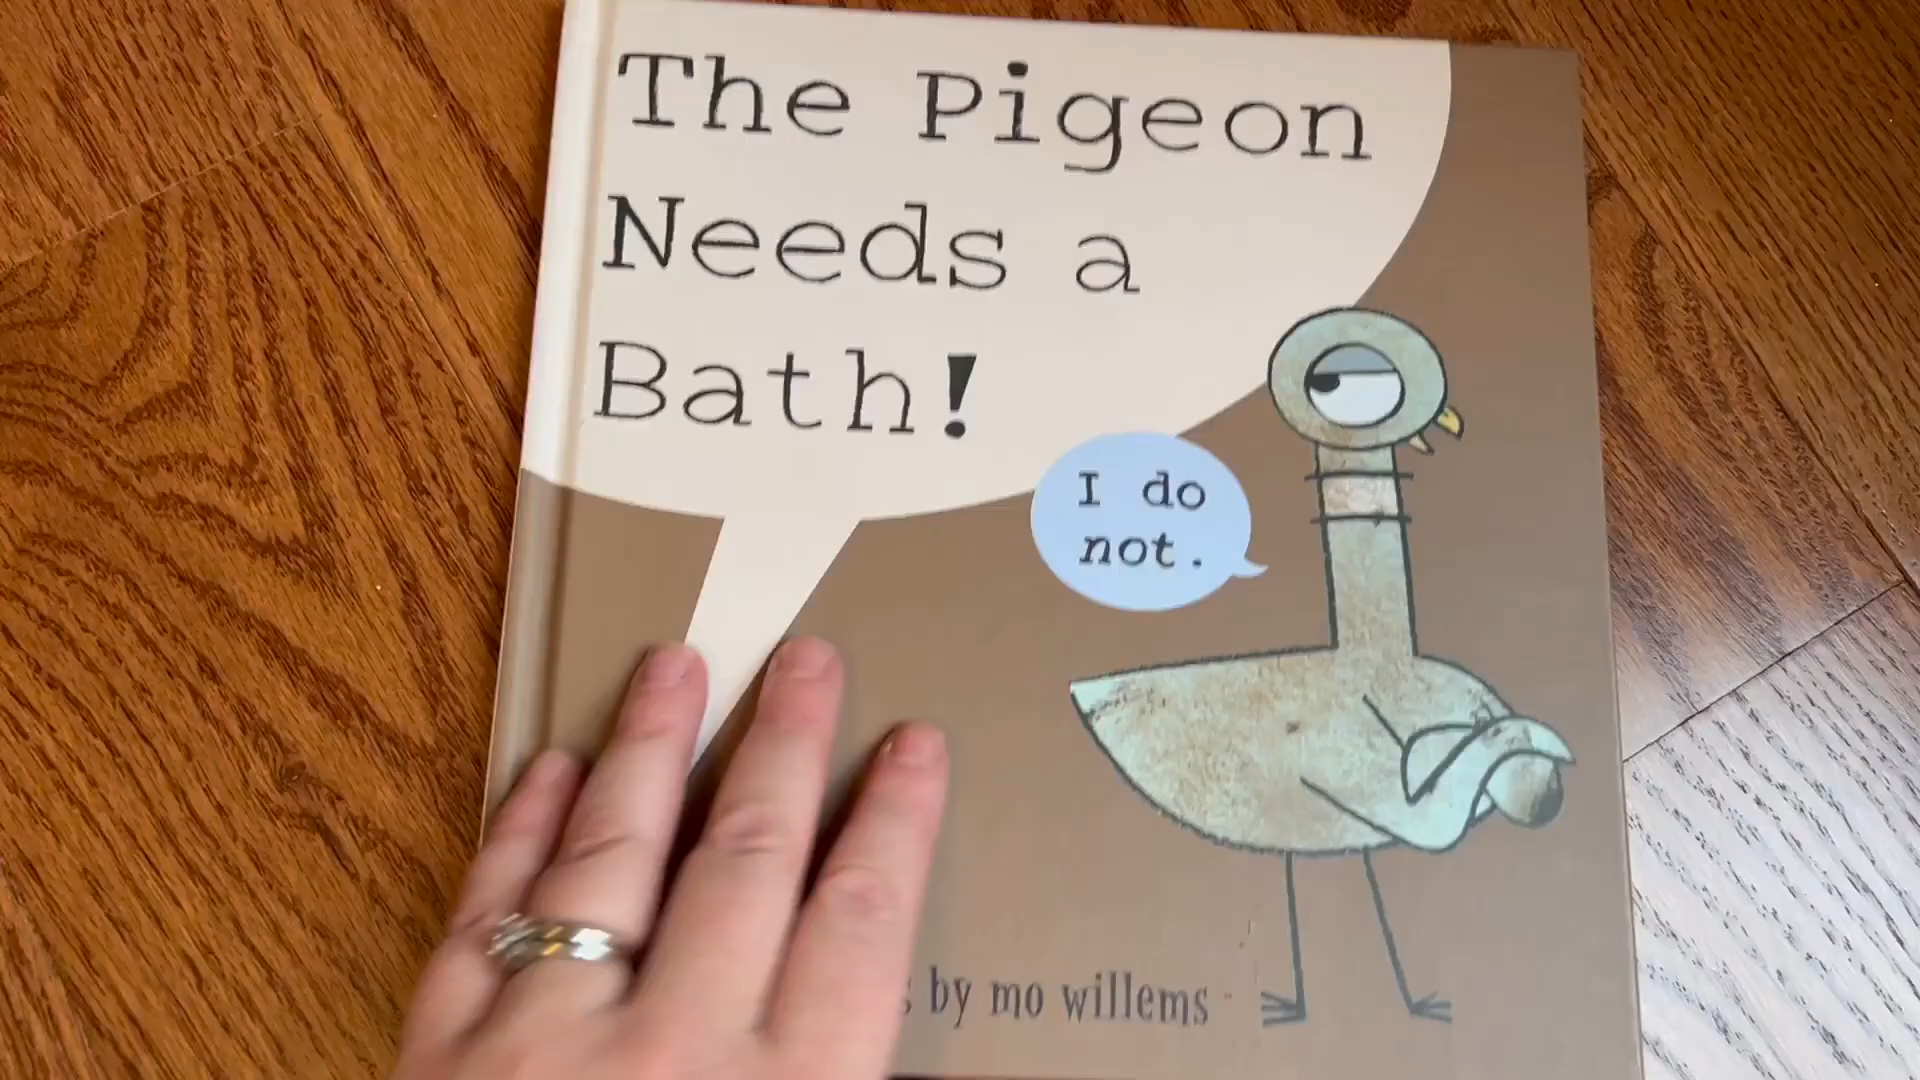 The Pigeon
Needs a
Bath!
I do
not.
by mo willems